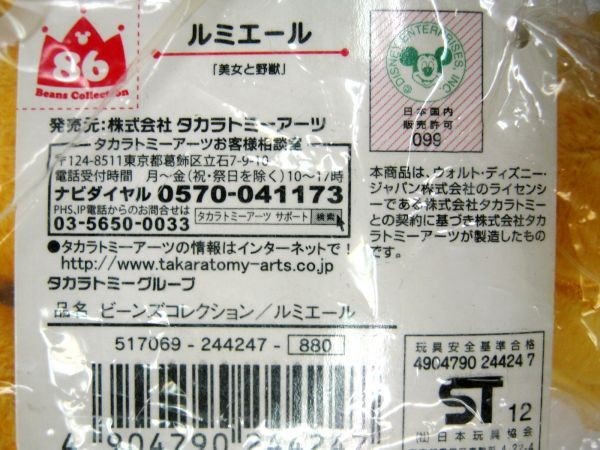 86
Beans Collection
ルミエール
「美女と野獣」
© DISNEY ENTERPRISES, INC.
日本国内
販売許可
099
発売元:株式会社 タカラトミーアーツ
タカラトミーアーツお客様相談室
〒124-8511東京都葛飾区立石7-9-10
電話受付時間 月〜金(祝・祭日を除く)10〜17時
ナビダイヤル 0570-041173
PHS、IP電話からのお問合せは
03-5650-0033
タカラトミーアーツ サポート 検索
●タカラトミーアーツの情報はインターネットで!
http://www.takaratomy-arts.co.jp
タカラトミーグループ
本商品は、ウォルト・ディズニー・
ジャパン株式会社のライセンシ
ーである株式会社タカラトミー
との契約に基づき株式会社タカ
ラトミーアーツが製造したもの
です。
品名 ビーンズコレクション/ルミエール
517069-244247-880
4 904790 244247
玩具安全基準合格
4904790 24424 7
ST 12
(社)日本玩具協会